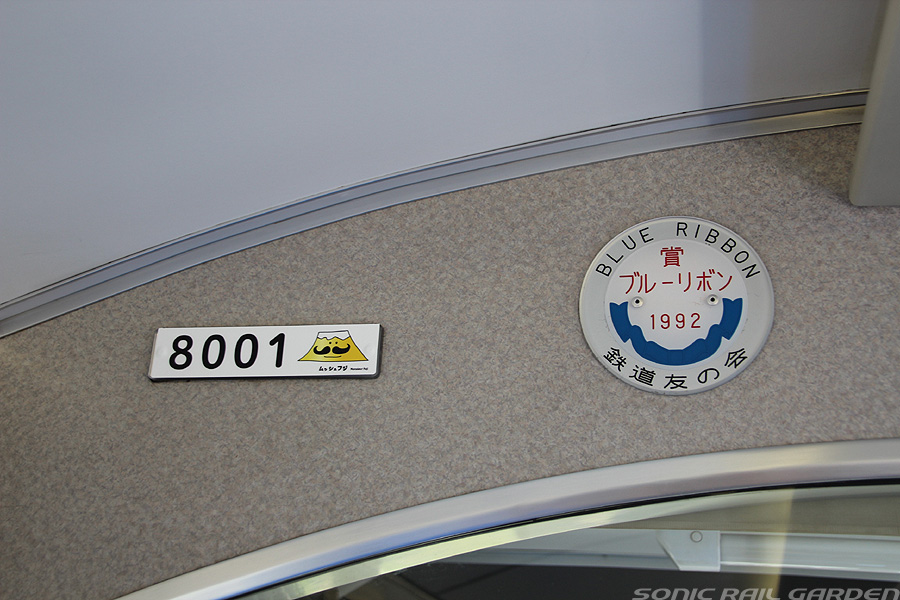 8001
ムッシュフジ
BLUE RIBBON
賞
ブルーリボン
1992
鉄道友の会
SONIC RAIL GARDEN